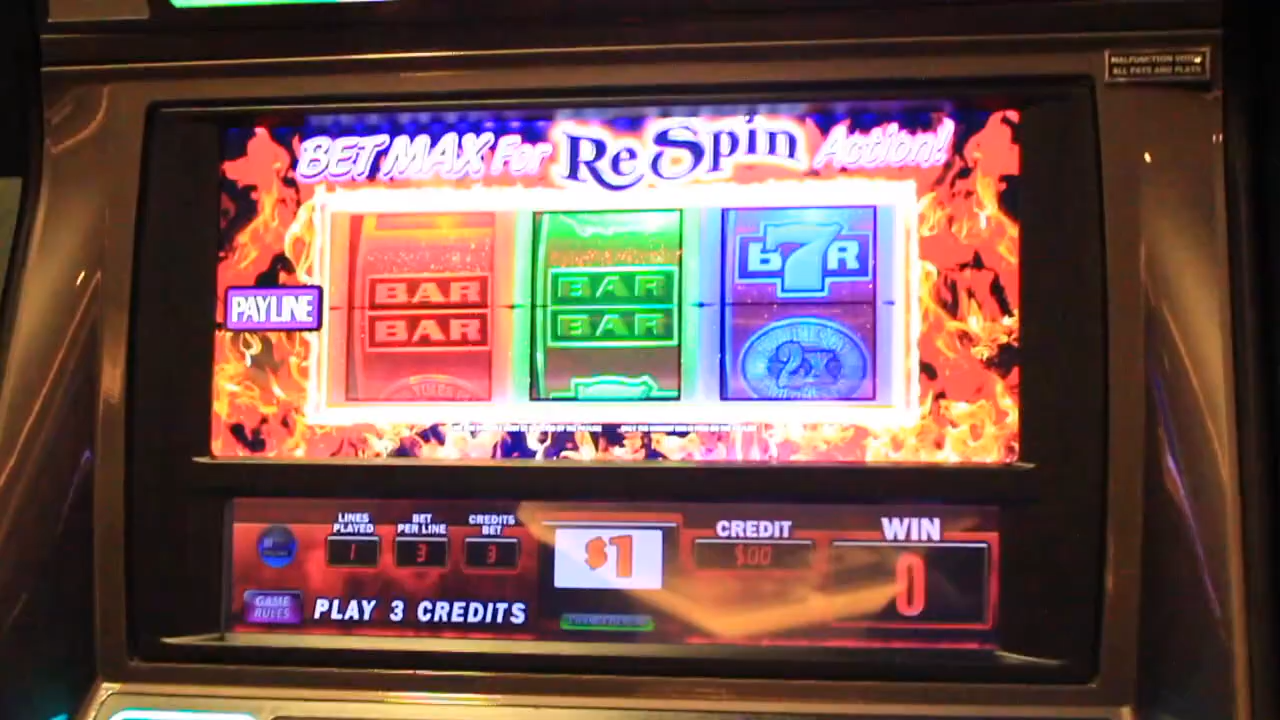 MALFUNCTION VOIDS
ALL PAYS AND PLAYS
BET MAX For ReSpin Action!
BAR
BAR
BAR
BAR
7
PAYLINE
2X
LINES PLAYED
1
BET PER LINE
3
CREDITS BET
3
$1
CREDIT
$00
WIN
0
GAME RULES
PLAY 3 CREDITS